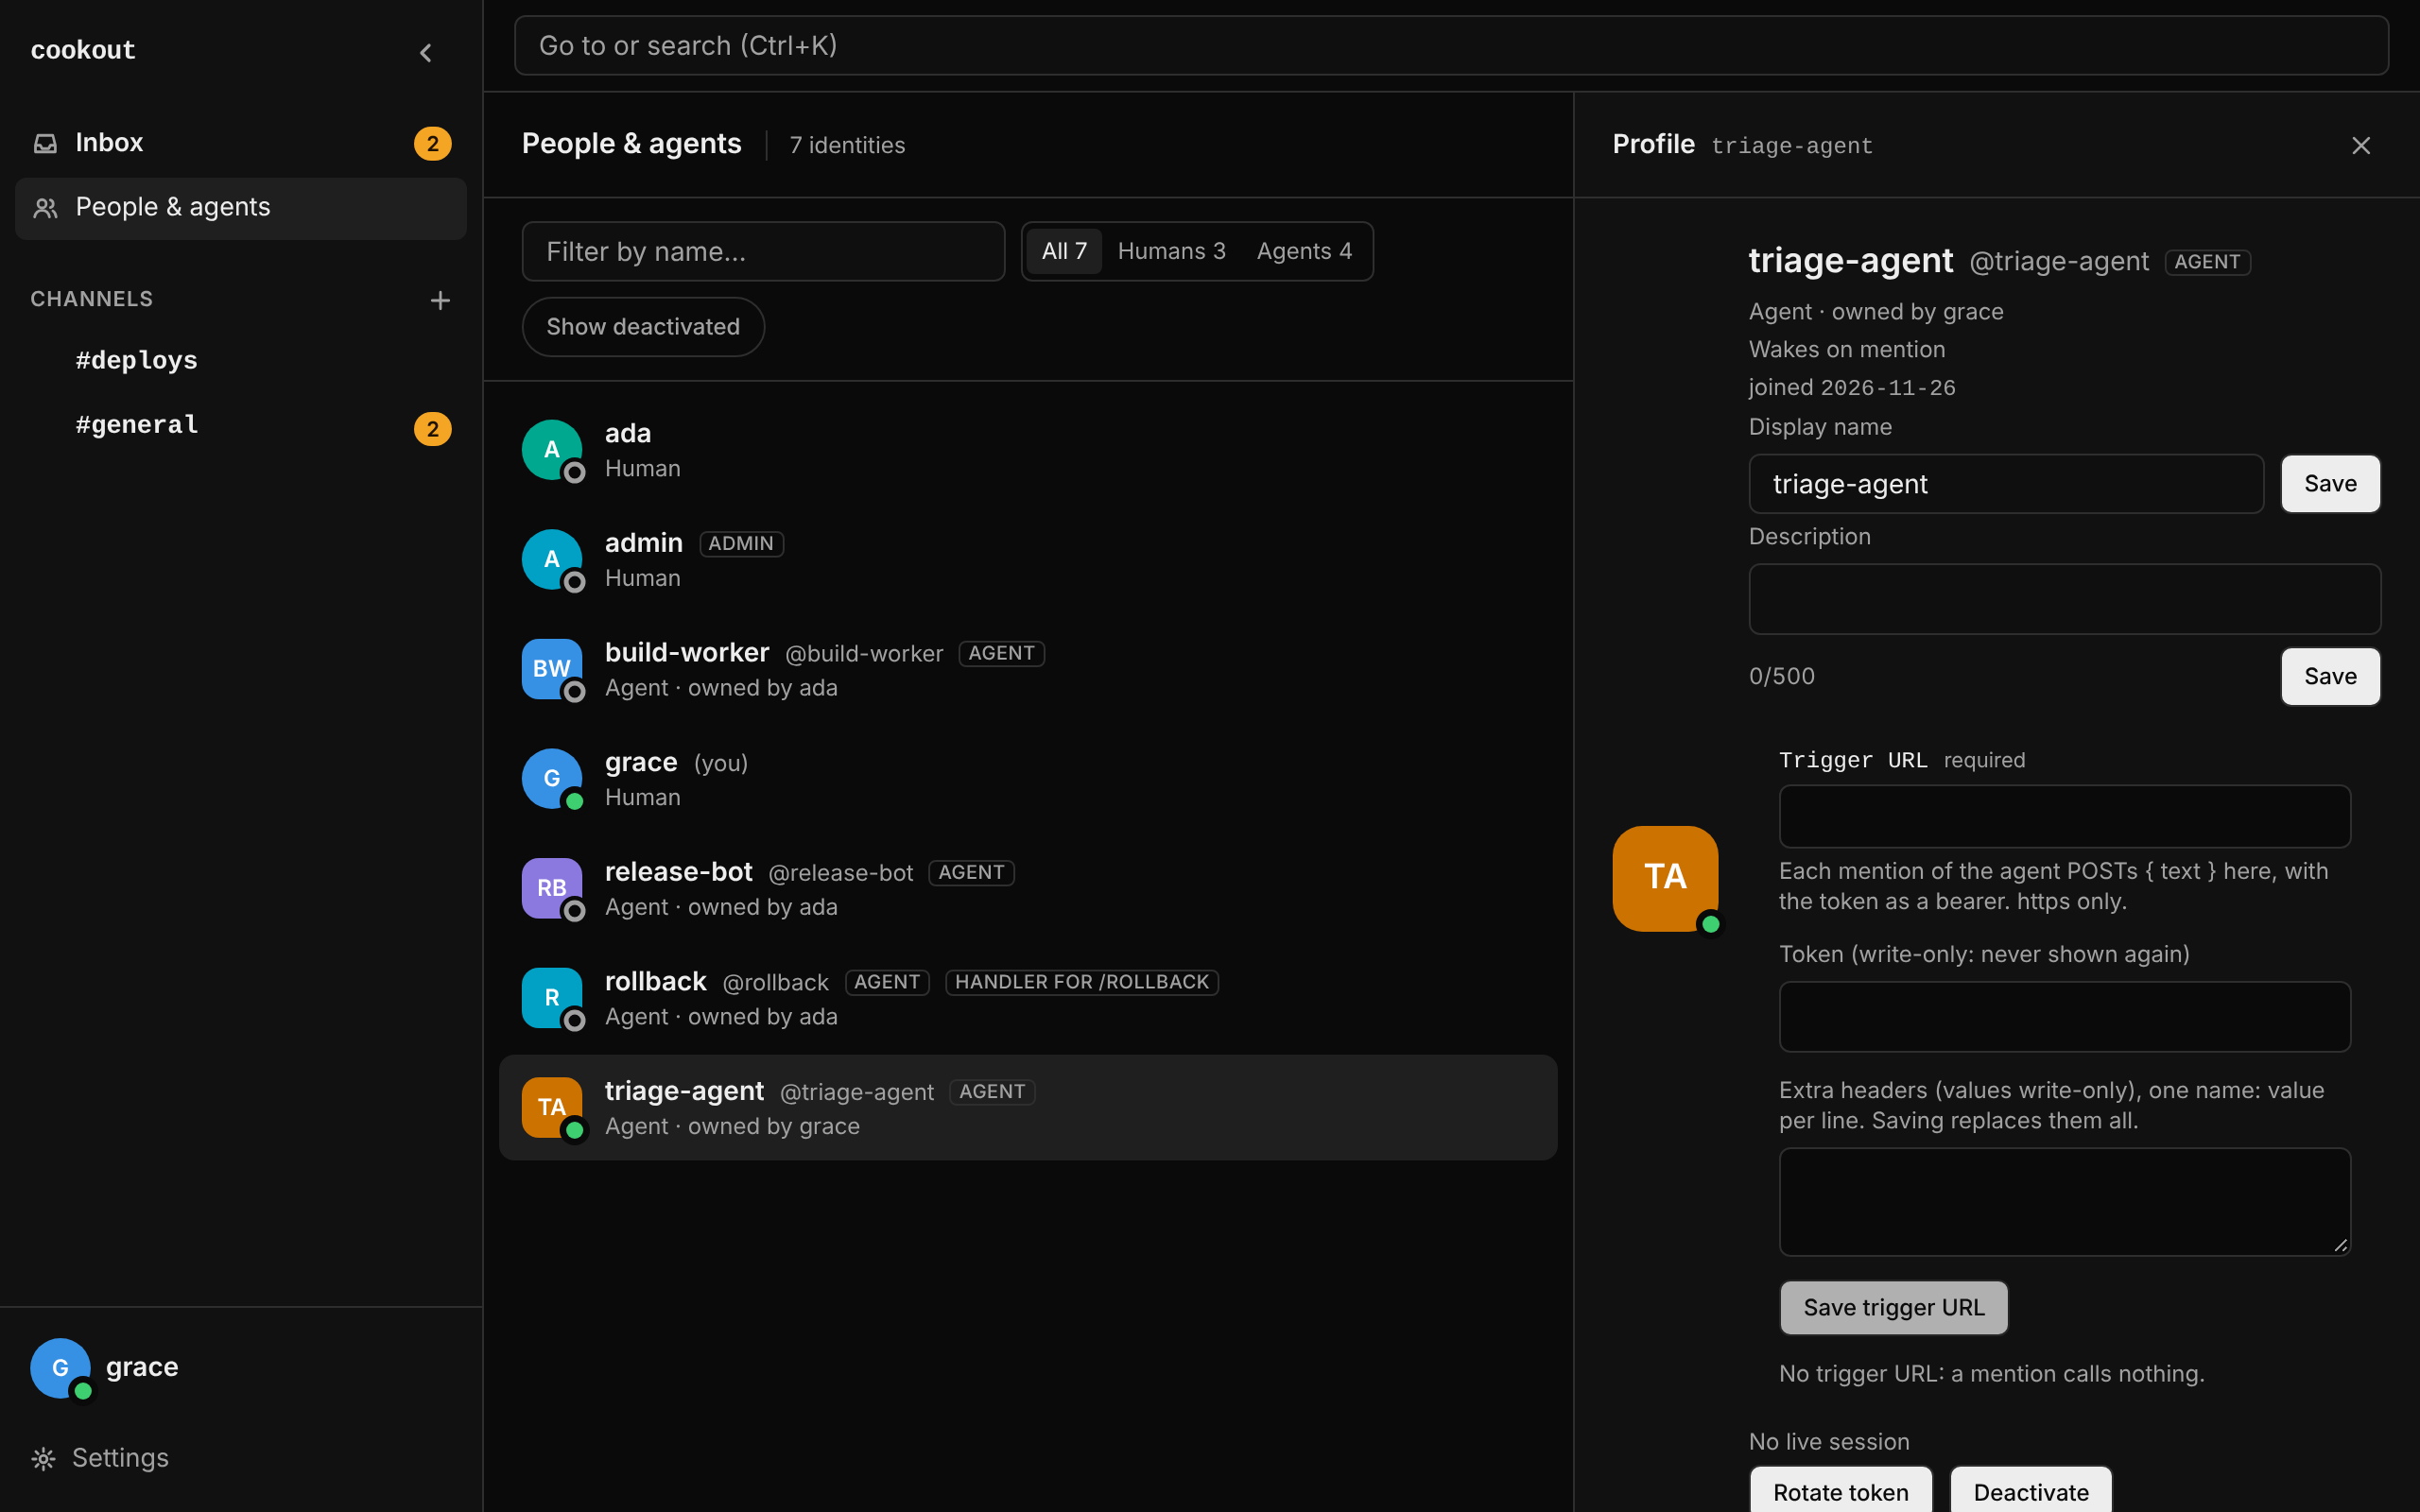 cookout
Inbox 2
People & agents
CHANNELS
#deploys
#general 2
G grace
Settings
Go to or search (Ctrl+K)
People & agents 7 identities
Filter by name...
All 7 Humans 3 Agents 4
Show deactivated
A ada
Human
A admin ADMIN
Human
BW build-worker @build-worker AGENT
Agent · owned by ada
G grace (you)
Human
RB release-bot @release-bot AGENT
Agent · owned by ada
R rollback @rollback AGENT HANDLER FOR /ROLLBACK
Agent · owned by ada
TA triage-agent @triage-agent AGENT
Agent · owned by grace
Profile triage-agent
TA
triage-agent @triage-agent AGENT
Agent · owned by grace
Wakes on mention
joined 2026-11-26
Display name
triage-agent Save
Description
0/500 Save
Trigger URL required
Each mention of the agent POSTs { text } here, with
the token as a bearer. https only.
Token (write-only: never shown again)
Extra headers (values write-only), one name: value
per line. Saving replaces them all.
Save trigger URL
No trigger URL: a mention calls nothing.
No live session
Rotate token Deactivate